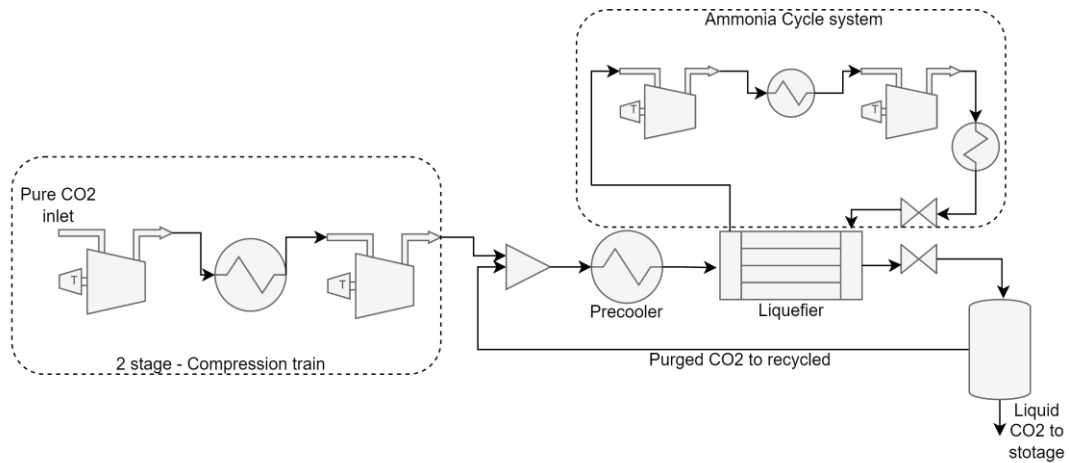 Ammonia Cycle system
T
T
Pure CO2
inlet
T
T
Precooler
Liquefier
2 stage - Compression train
Purged CO2 to recycled
Liquid
CO2 to
stotage